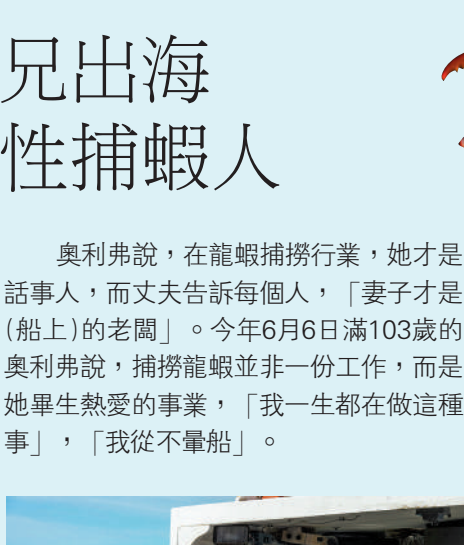 兄出海
性捕蝦人
奧利弗說，在龍蝦捕撈行業，她才是
話事人，而丈夫告訴每個人，「妻子才是
(船上)的老闆」。今年6月6日滿103歲的
奧利弗說，捕撈龍蝦並非一份工作，而是
她畢生熱愛的事業，「我一生都在做這種
事」，「我從不暈船」。